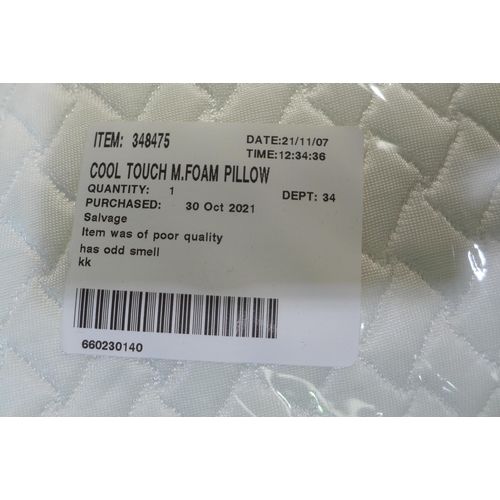 ITEM: 348475 DATE:21/11/07
TIME:12:34:36
COOL TOUCH M.FOAM PILLOW
QUANTITY: 1 DEPT: 34
PURCHASED: 30 Oct 2021
Salvage
Item was of poor quality
has odd smell
kk
660230140